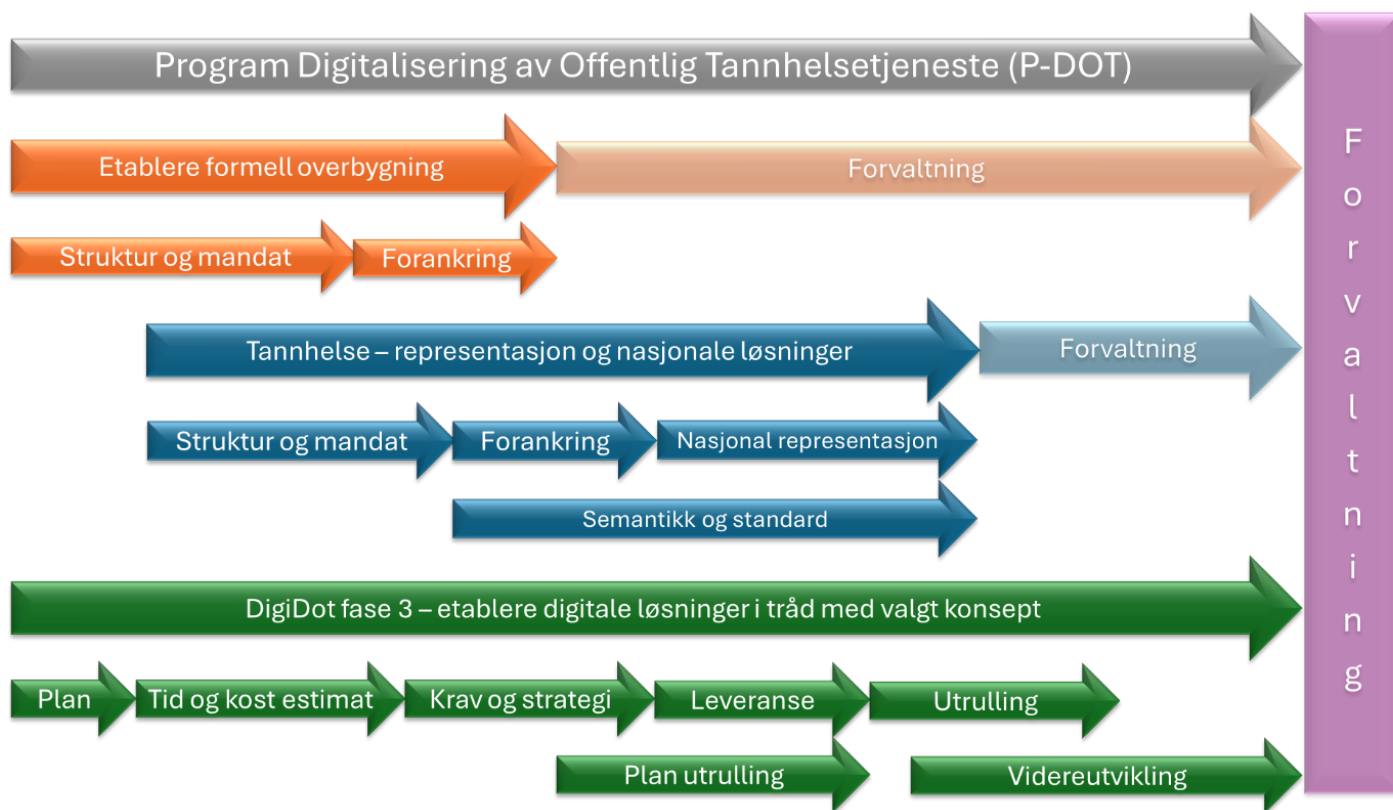 Program Digitalisering av Offentlig Tannhelsetjeneste (P-DOT)
Etablere formell overbygning
Forvaltning
Struktur og mandat
Forankring
Tannhelse – representasjon og nasjonale løsninger
Forvaltning
Struktur og mandat
Forankring
Nasjonal representasjon
Semantikk og standard
DigiDot fase 3 – etablere digitale løsninger i tråd med valgt konsept
Plan
Tid og kost estimat
Krav og strategi
Leveranse
Utrulling
Plan utrulling
Videreutvikling
Forvaltning